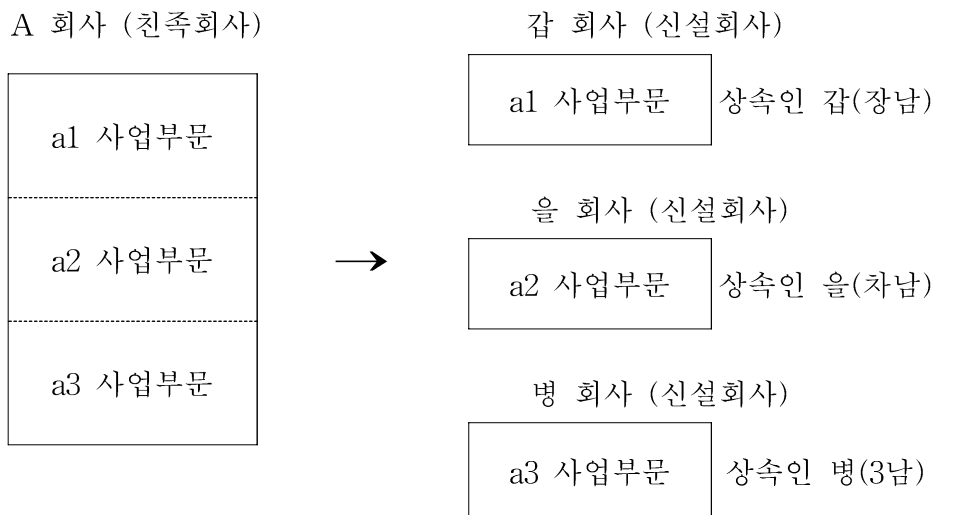 A 회사 (친족회사)
a1 사업부문
a2 사업부문
a3 사업부문
→
갑 회사 (신설회사)
a1 사업부문 상속인 갑(장남)
을 회사 (신설회사)
a2 사업부문 상속인 을(차남)
병 회사 (신설회사)
a3 사업부문 상속인 병(3남)